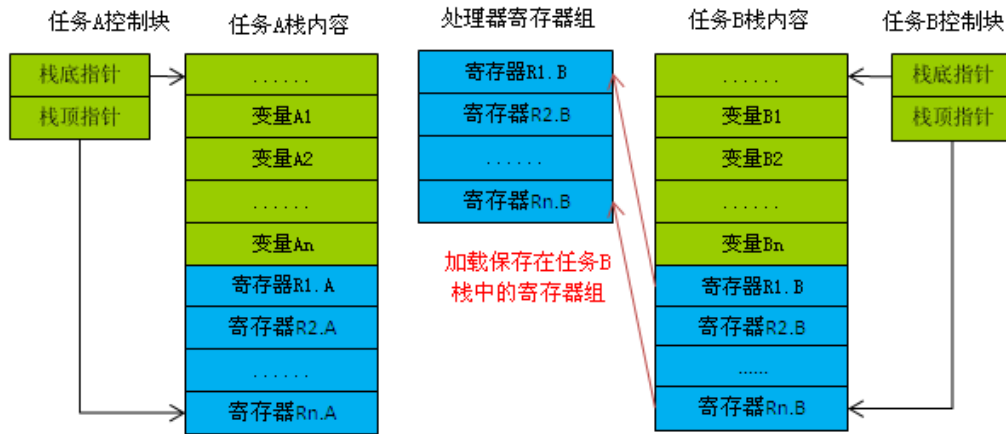 任务A控制块
栈底指针
栈顶指针
任务A栈内容
......
变量A1
变量A2
......
变量An
寄存器R1.A
寄存器R2.A
......
寄存器Rn.A
处理器寄存器组
寄存器R1.B
寄存器R2.B
......
寄存器Rn.B
加载保存在任务B
栈中的寄存器组
任务B栈内容
......
变量B1
变量B2
......
变量Bn
寄存器R1.B
寄存器R2.B
......
寄存器Rn.B
任务B控制块
栈底指针
栈顶指针